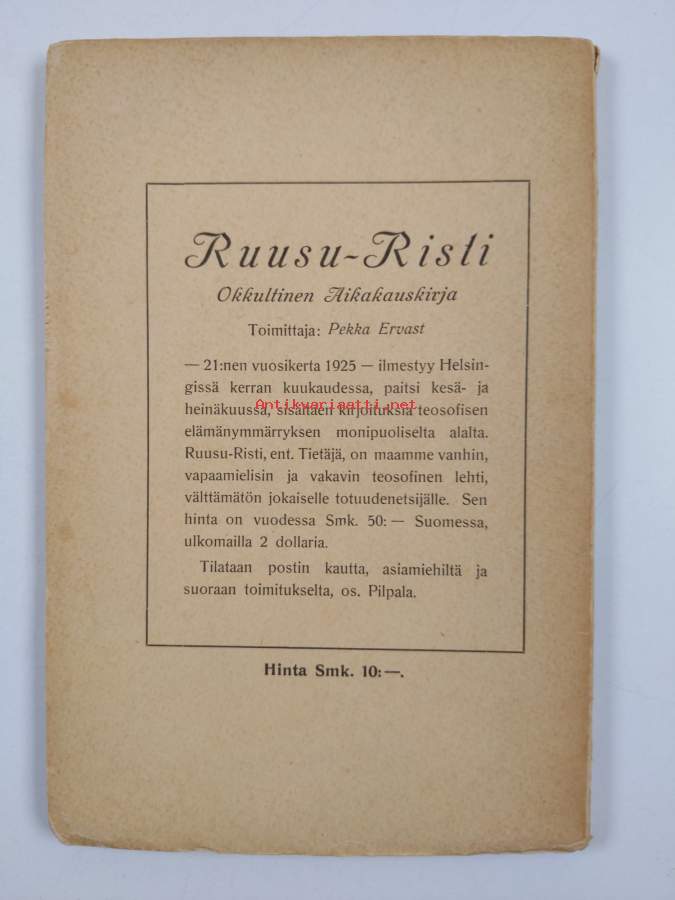 Ruusu-Risti
Okkultinen Aikakauskirja
Toimittaja: Pekka Ervast
— 21:nen vuosikerta 1925 — ilmestyy Helsin-
gissä kerran kuukaudessa, paitsi kesä- ja
heinäkuussa, sisältäen kirjoituksia teosofisen
Antikvariaatti.net
elämänymmärryksen monipuoliselta alalta.
Ruusu-Risti, ent. Tietäjä, on maamme vanhin,
vapaamielisin ja vakavin teosofinen lehti,
välttämätön jokaiselle totuudenetsijälle. Sen
hinta on vuodessa Smk. 50: — Suomessa,
ulkomailla 2 dollaria.
Tilataan postin kautta, asiamiehiltä ja
suoraan toimitukselta, os. Pilpala.
Hinta Smk. 10:—.